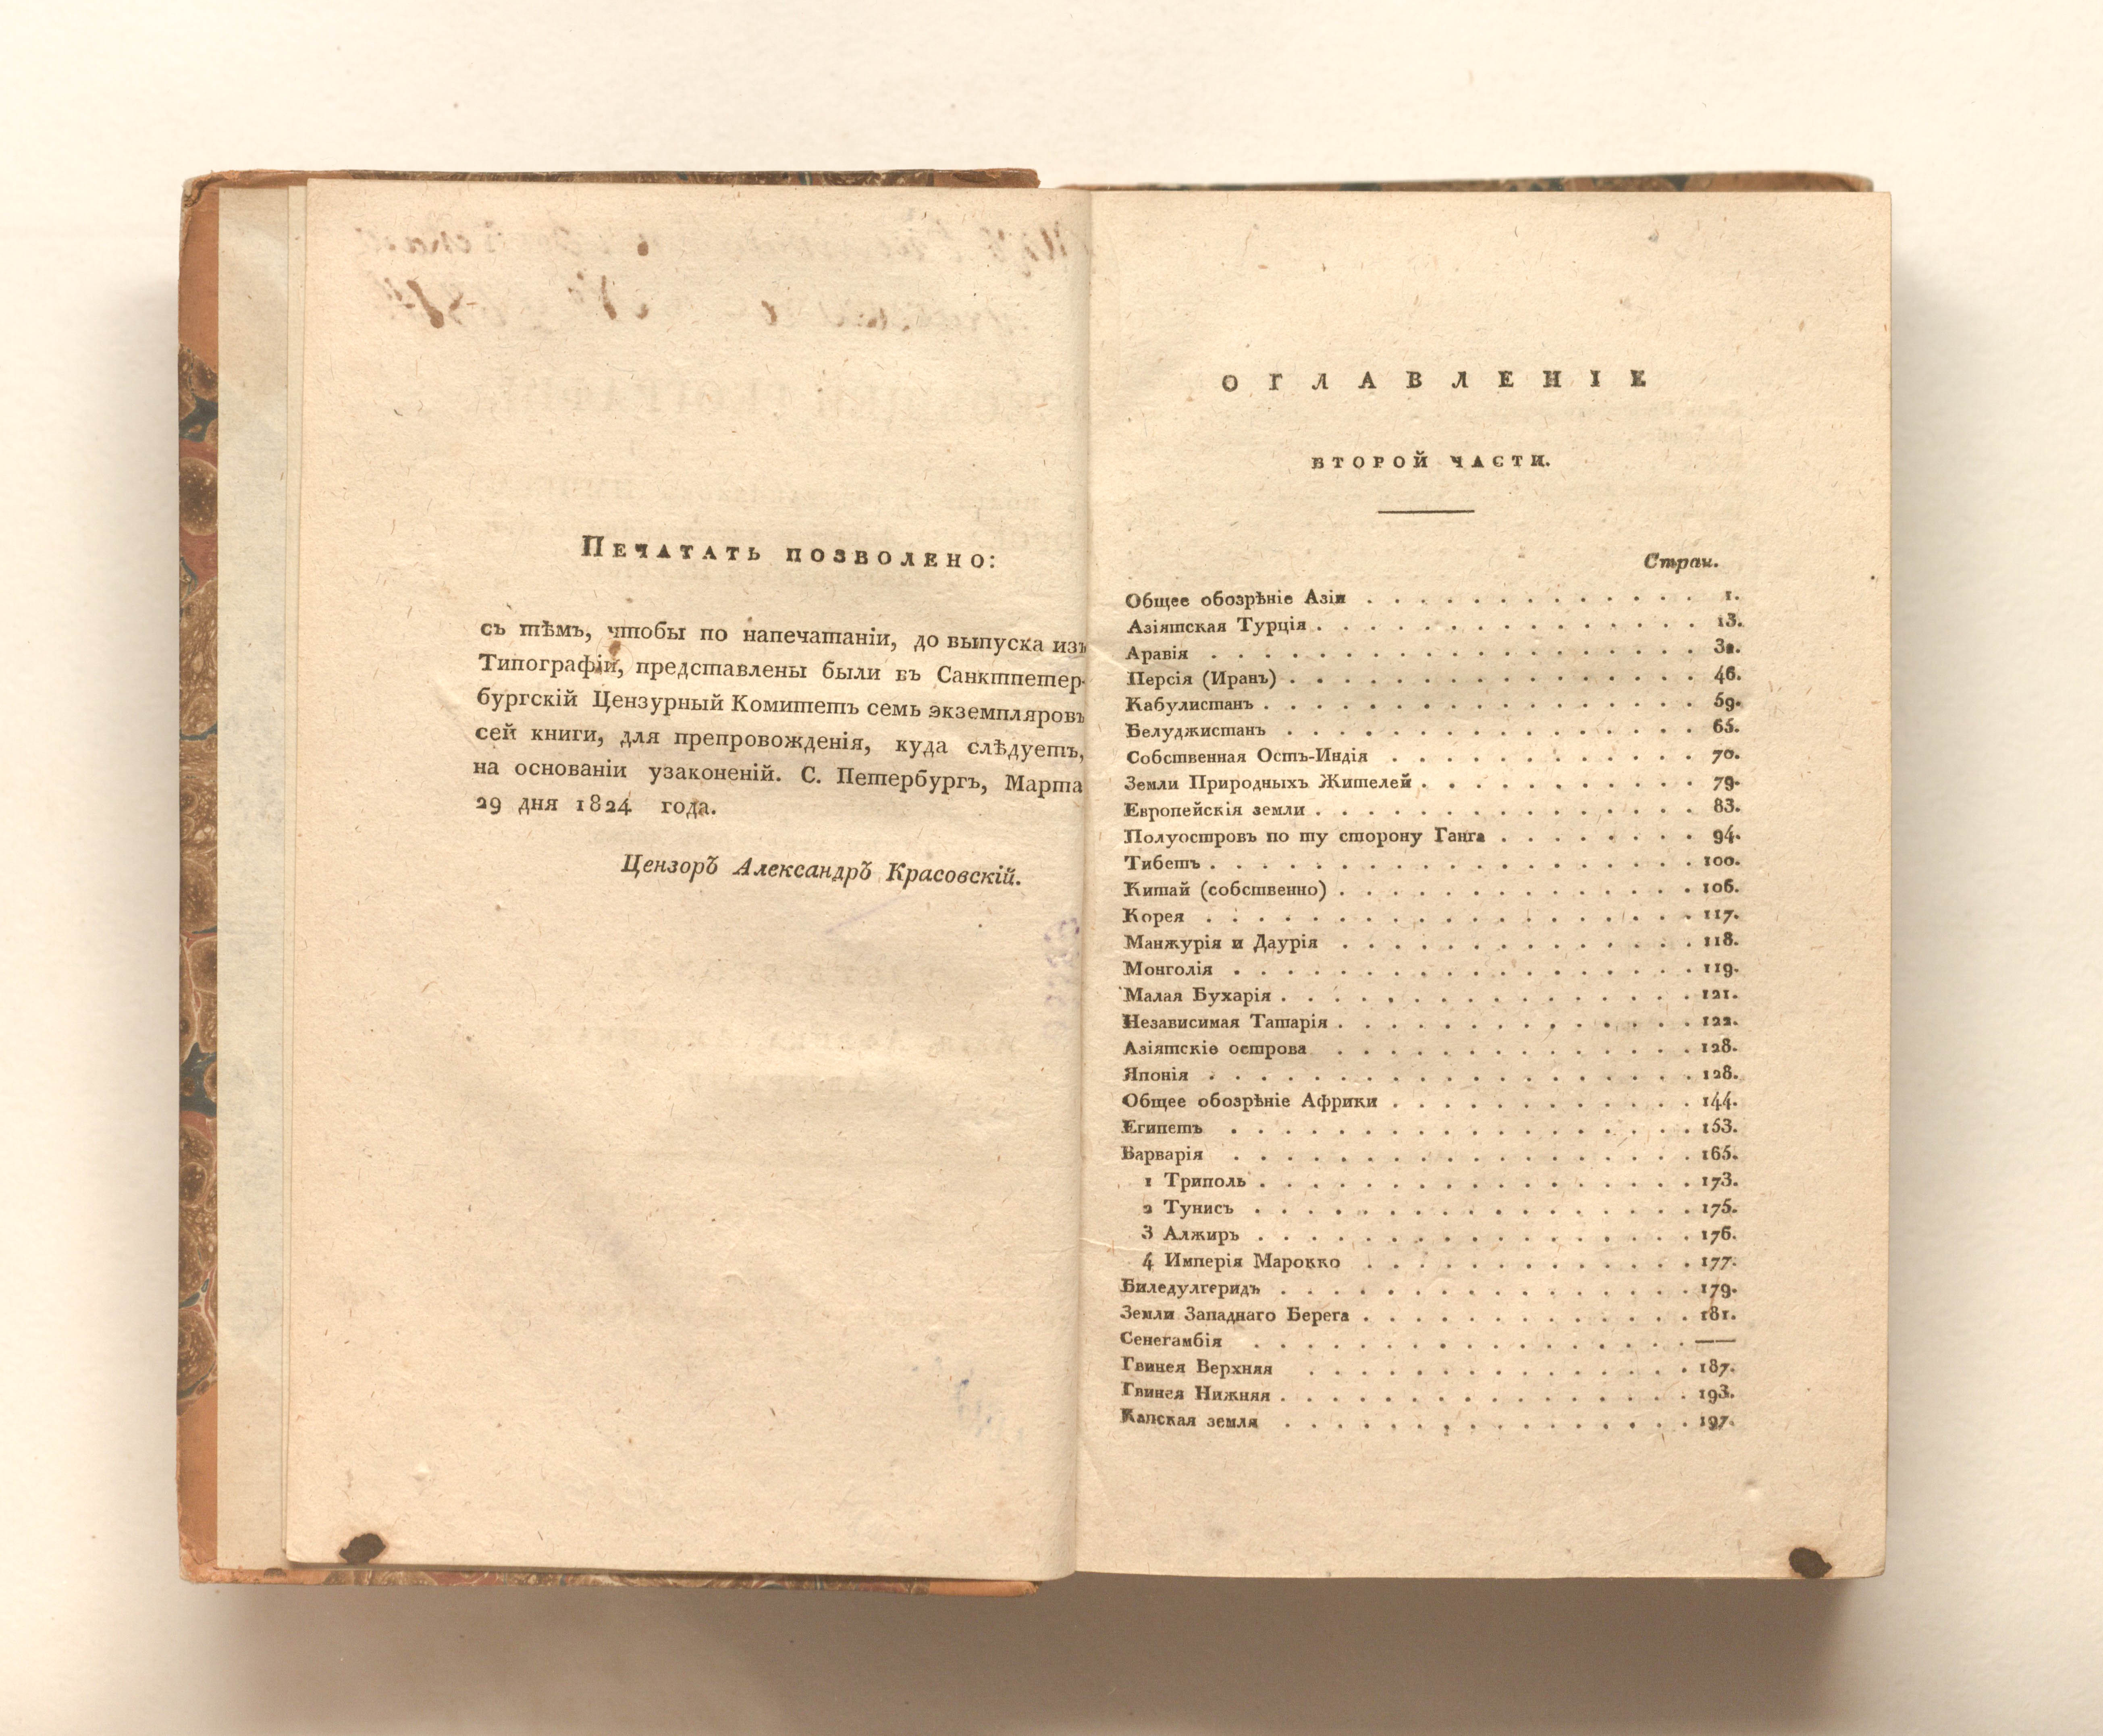 Печатать позволено:
съ тѣмъ, чтобы по напечатаніи, до выпуска изъ
Типографіи, представлены были въ Санктпетер-
бургскій Цензурный Комитетъ семь экземпляровъ
сей книги, для препровожденія, куда слѣдуетъ,
на основаніи узаконеній. С. Петербургъ, Марта
29 дня 1824 года.
Цензоръ Александръ Красовскій.
ОГЛАВЛЕНІЕ
ВТОРОЙ ЧАСТИ.
Стран.
Общее обозрѣніе Азіи . . . . . . . . . . . . . 1.
Азіятская Турція . . . . . . . . . . . . . . . 13.
Аравія . . . . . . . . . . . . . . . . . . . 32.
Персія (Иранъ) . . . . . . . . . . . . . . . . 46.
Кабулистанъ . . . . . . . . . . . . . . . . . 59.
Белуджистанъ . . . . . . . . . . . . . . . . 65.
Собственная Остъ-Индія . . . . . . . . . . . . 70.
Земли Природныхъ Жителей . . . . . . . . . . . 79.
Европейскія земли . . . . . . . . . . . . . . . 83.
Полуостровъ по ту сторону Ганга . . . . . . . . 94.
Тибетъ . . . . . . . . . . . . . . . . . . . 100.
Китай (собственно) . . . . . . . . . . . . . . 106.
Корея . . . . . . . . . . . . . . . . . . . 117.
Манжурія и Даурія . . . . . . . . . . . . . . 118.
Монголія . . . . . . . . . . . . . . . . . . 119.
Малая Бухарія . . . . . . . . . . . . . . . . 121.
Независимая Татарія . . . . . . . . . . . . . . 122.
Азіятскіе острова . . . . . . . . . . . . . . 128.
Японія . . . . . . . . . . . . . . . . . . . 128.
Общее обозрѣніе Африки . . . . . . . . . . . . 144.
Египетъ . . . . . . . . . . . . . . . . . . 153.
Варварія . . . . . . . . . . . . . . . . . . 165.
1 Триполь . . . . . . . . . . . . . . . . . 173.
2 Тунисъ . . . . . . . . . . . . . . . . . 175.
3 Алжиръ . . . . . . . . . . . . . . . . . 176.
4 Имперія Марокко . . . . . . . . . . . . . 177.
Биледулгеридъ . . . . . . . . . . . . . . . . 179.
Земли Западнаго Берега . . . . . . . . . . . . . 181.
Сенегамбія . . . . . . . . . . . . . . . . . ——
Гвинея Верхняя . . . . . . . . . . . . . . . 187.
Гвинея Нижняя . . . . . . . . . . . . . . . . 193.
Капская земля . . . . . . . . . . . . . . . . 197.